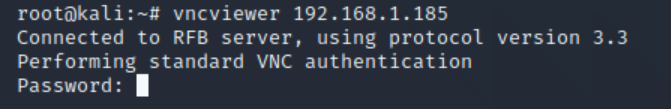 root@kali:~# vncviewer 192.168.1.185
Connected to RFB server, using protocol version 3.3
Performing standard VNC authentication
Password: